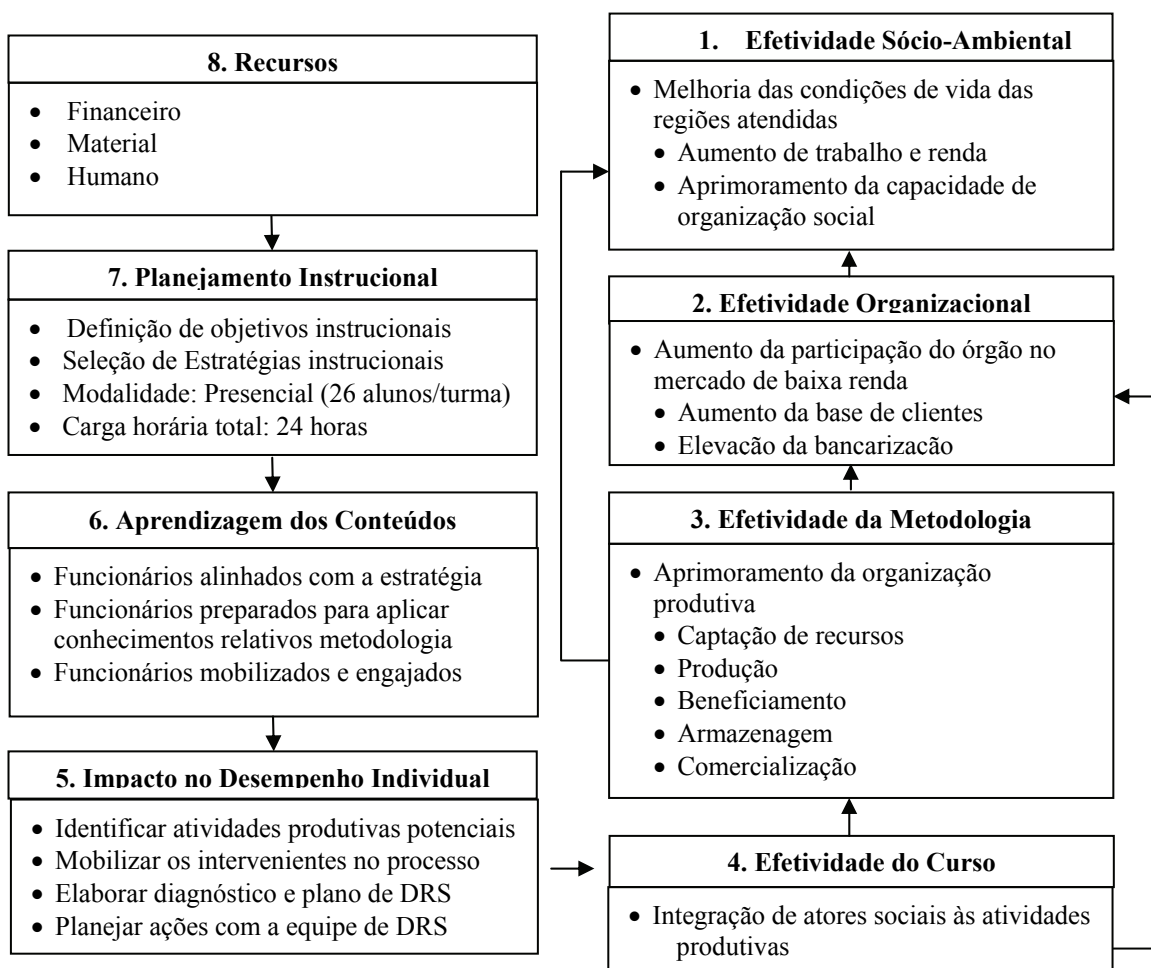 8. Recursos
• Financeiro
• Material
• Humano
7. Planejamento Instrucional
• Definição de objetivos instrucionais
• Seleção de Estratégias instrucionais
• Modalidade: Presencial (26 alunos/turma)
• Carga horária total: 24 horas
6. Aprendizagem dos Conteúdos
• Funcionários alinhados com a estratégia
• Funcionários preparados para aplicar
conhecimentos relativos metodologia
• Funcionários mobilizados e engajados
5. Impacto no Desempenho Individual
• Identificar atividades produtivas potenciais
• Mobilizar os intervenientes no processo
• Elaborar diagnóstico e plano de DRS
• Planejar ações com a equipe de DRS
1. Efetividade Sócio-Ambiental
• Melhoria das condições de vida das
regiões atendidas
• Aumento de trabalho e renda
• Aprimoramento da capacidade de
organização social
2. Efetividade Organizacional
• Aumento da participação do órgão no
mercado de baixa renda
• Aumento da base de clientes
• Elevação da bancarização
3. Efetividade da Metodologia
• Aprimoramento da organização
produtiva
• Captação de recursos
• Produção
• Beneficiamento
• Armazenagem
• Comercialização
4. Efetividade do Curso
• Integração de atores sociais às atividades
produtivas